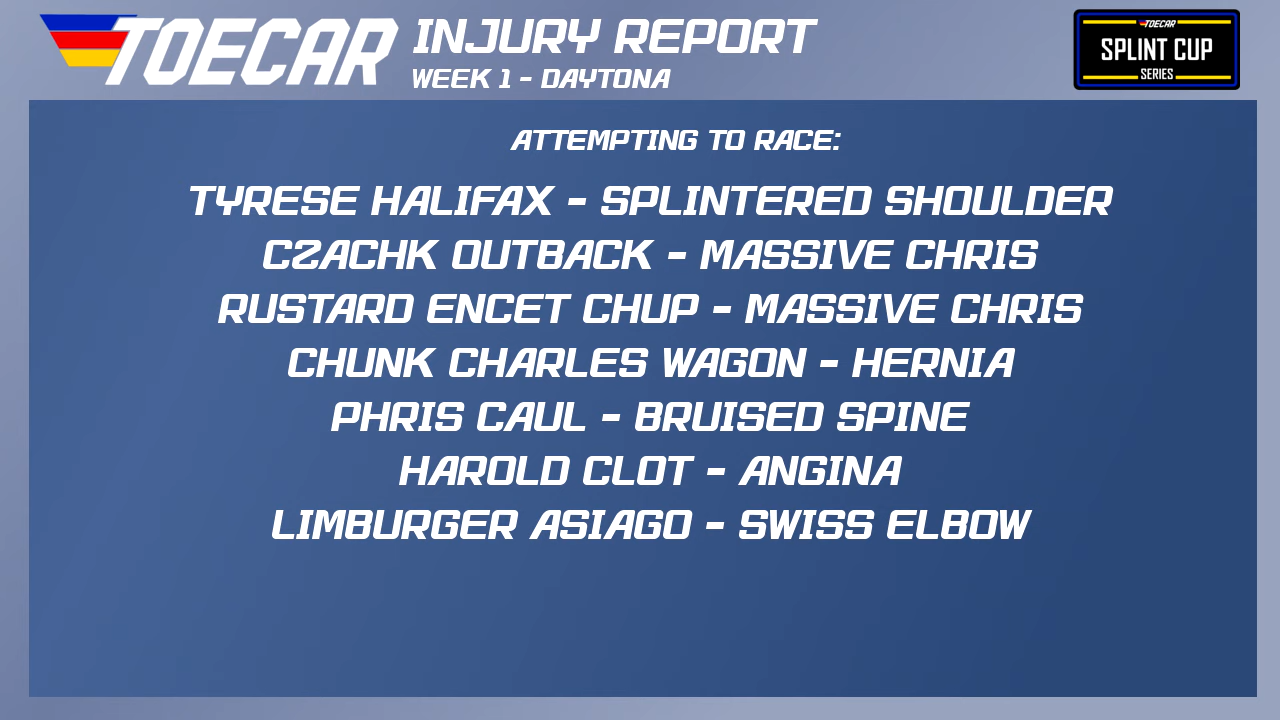 TOECAR INJURY REPORT
WEEK 1 - DAYTONA
TOECAR
SPLINT CUP
SERIES
ATTEMPTING TO RACE:
TYRESE HALIFAX - SPLINTERED SHOULDER
CZACHK OUTBACK - MASSIVE CHRIS
RUSTARD ENCET CHUP - MASSIVE CHRIS
CHUNK CHARLES WAGON - HERNIA
PHRIS CAUL - BRUISED SPINE
HAROLD CLOT - ANGINA
LIMBURGER ASIAGO - SWISS ELBOW